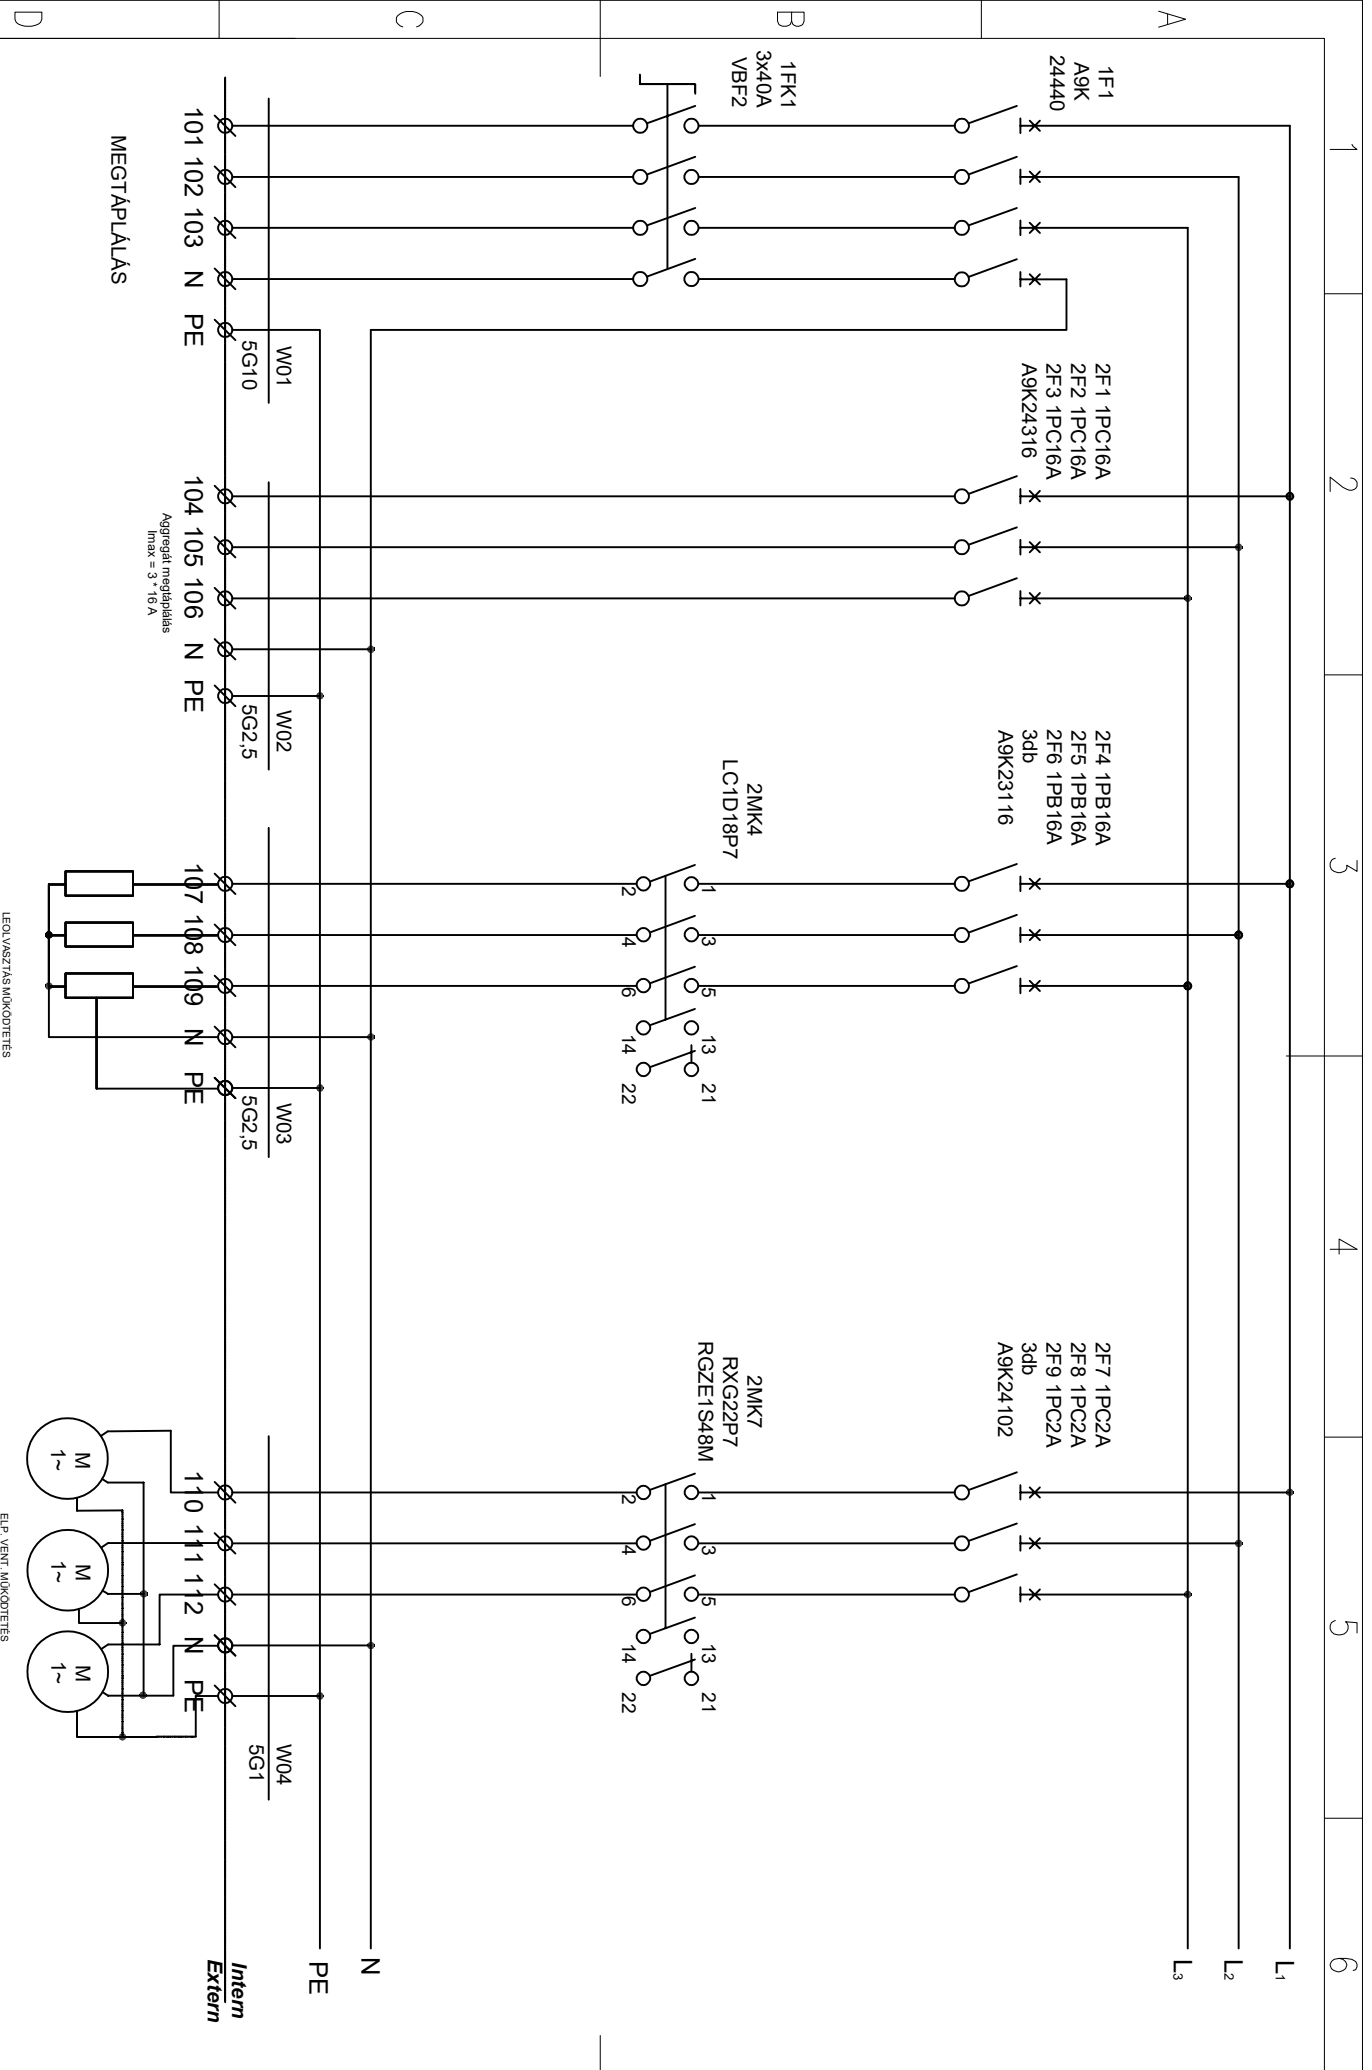 1
2
3
4
5
6
A
B
C
D
1F1
A9K
24440
1FK1
3x40A
VBF2
2F1 1PC16A
2F2 1PC16A
2F3 1PC16A
A9K24316
2F4 1PB16A
2F5 1PB16A
2F6 1PB16A
3db
A9K23116
2F7 1PC2A
2F8 1PC2A
2F9 1PC2A
3db
A9K24102
L1
L2
L3
2MK4
LC1D18P7
1 3 5 13 21
2 4 6 14 22
2MK7
RXG22P7
RGZE1S48M
1 3 5 13 21
2 4 6 14 22
N
PE
W01
5G10
W02
5G2,5
W03
5G2,5
W04
5G1
Intern
Extern
101 102 103 N PE
104 105 106 N PE
107 108 109 N PE
110 111 112 N PE
MEGTÁPLÁLÁS
Aggregát megtáplálás
Imax = 3 * 16 A
M
1~
M
1~
M
1~
LEOLVASZTÁS MŰKÖDTETÉS
ELP. VENT. MŰKÖDTETÉS